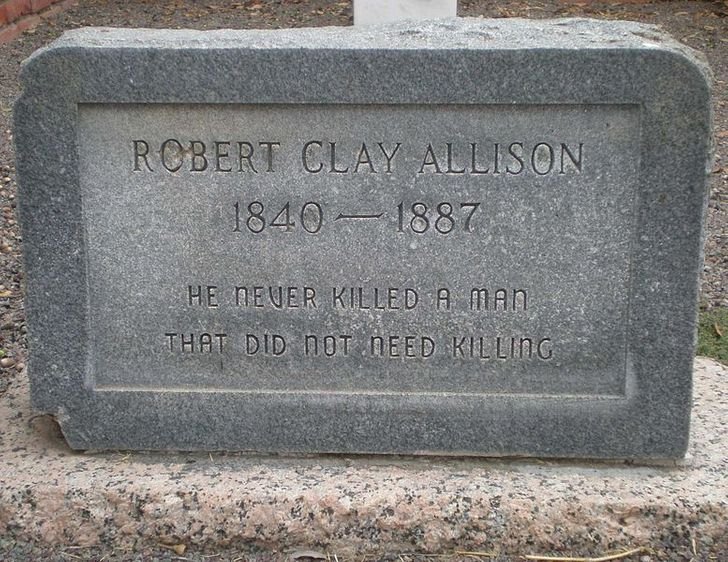 ROBERT CLAY ALLISON
1840 — 1887
HE NEVER KILLED A MAN
THAT DID NOT NEED KILLING